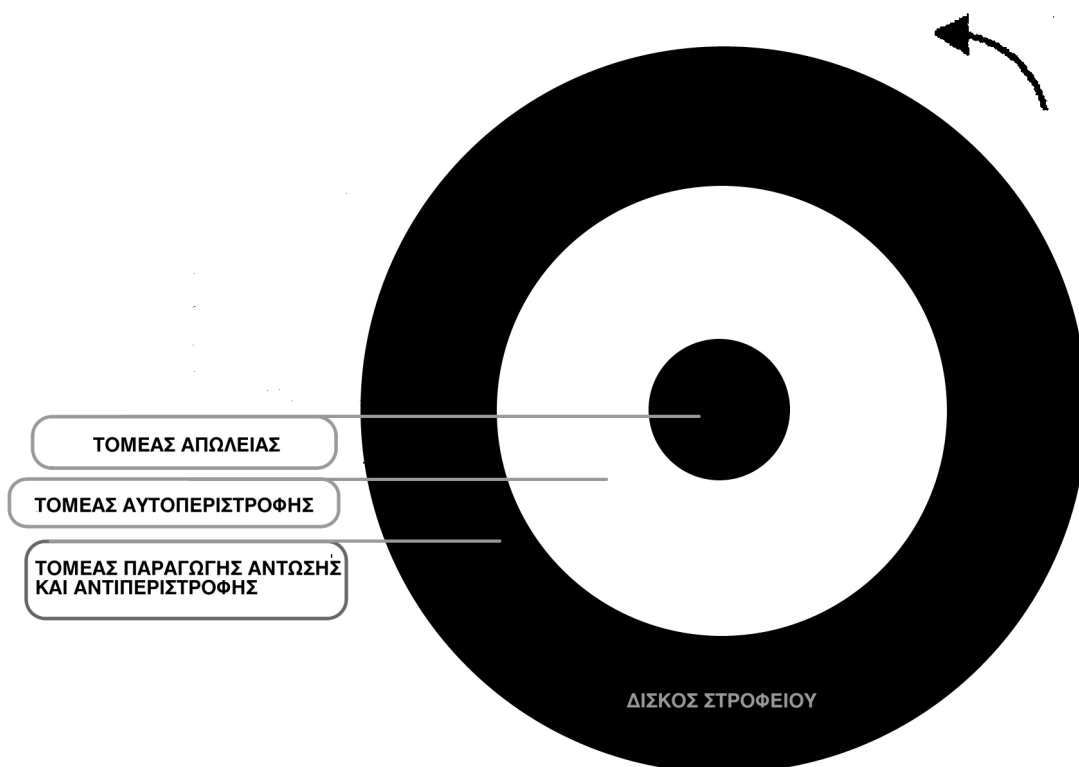 ΤΟΜΕΑΣ ΑΠΩΛΕΙΑΣ
ΤΟΜΕΑΣ ΑΥΤΟΠΕΡΙΣΤΡΟΦΗΣ
ΤΟΜΕΑΣ ΠΑΡΑΓΩΓΗΣ ΑΝΤΩΣΗΣ
ΚΑΙ ΑΝΤΙΠΕΡΙΣΤΡΟΦΗΣ
ΔΙΣΚΟΣ ΣΤΡΟΦΕΙΟΥ